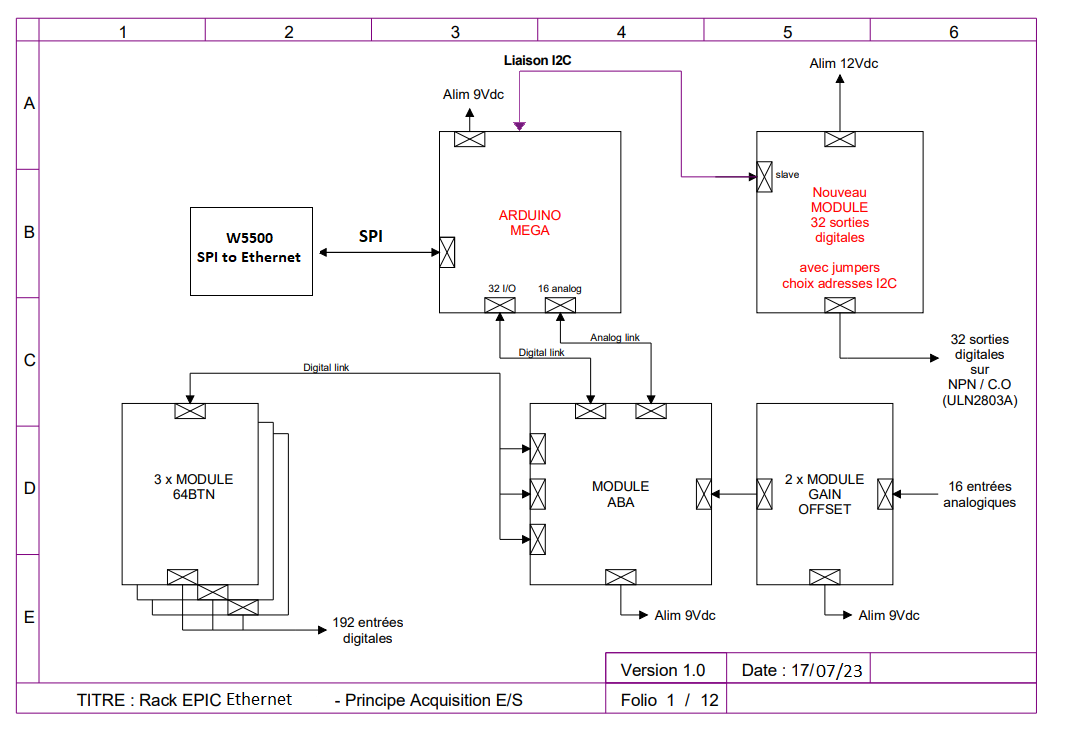 1 2 3 4 5 6
A
B
C
D
E
Liaison I2C
Alim 9Vdc
Alim 12Vdc
slave
Nouveau
MODULE
32 sorties
digitales
avec jumpers
choix adresses I2C
ARDUINO
MEGA
W5500
SPI to Ethernet
SPI
32 I/O
16 analog
Analog link
Digital link
Digital link
32 sorties
digitales
sur
NPN / C.O
(ULN2803A)
3 x MODULE
64BTN
MODULE
ABA
2 x MODULE
GAIN
OFFSET
16 entrées
analogiques
192 entrées
digitales
Alim 9Vdc
Alim 9Vdc
Version 1.0
Date : 17/07/23
TITRE : Rack EPIC Ethernet - Principe Acquisition E/S
Folio 1 / 12